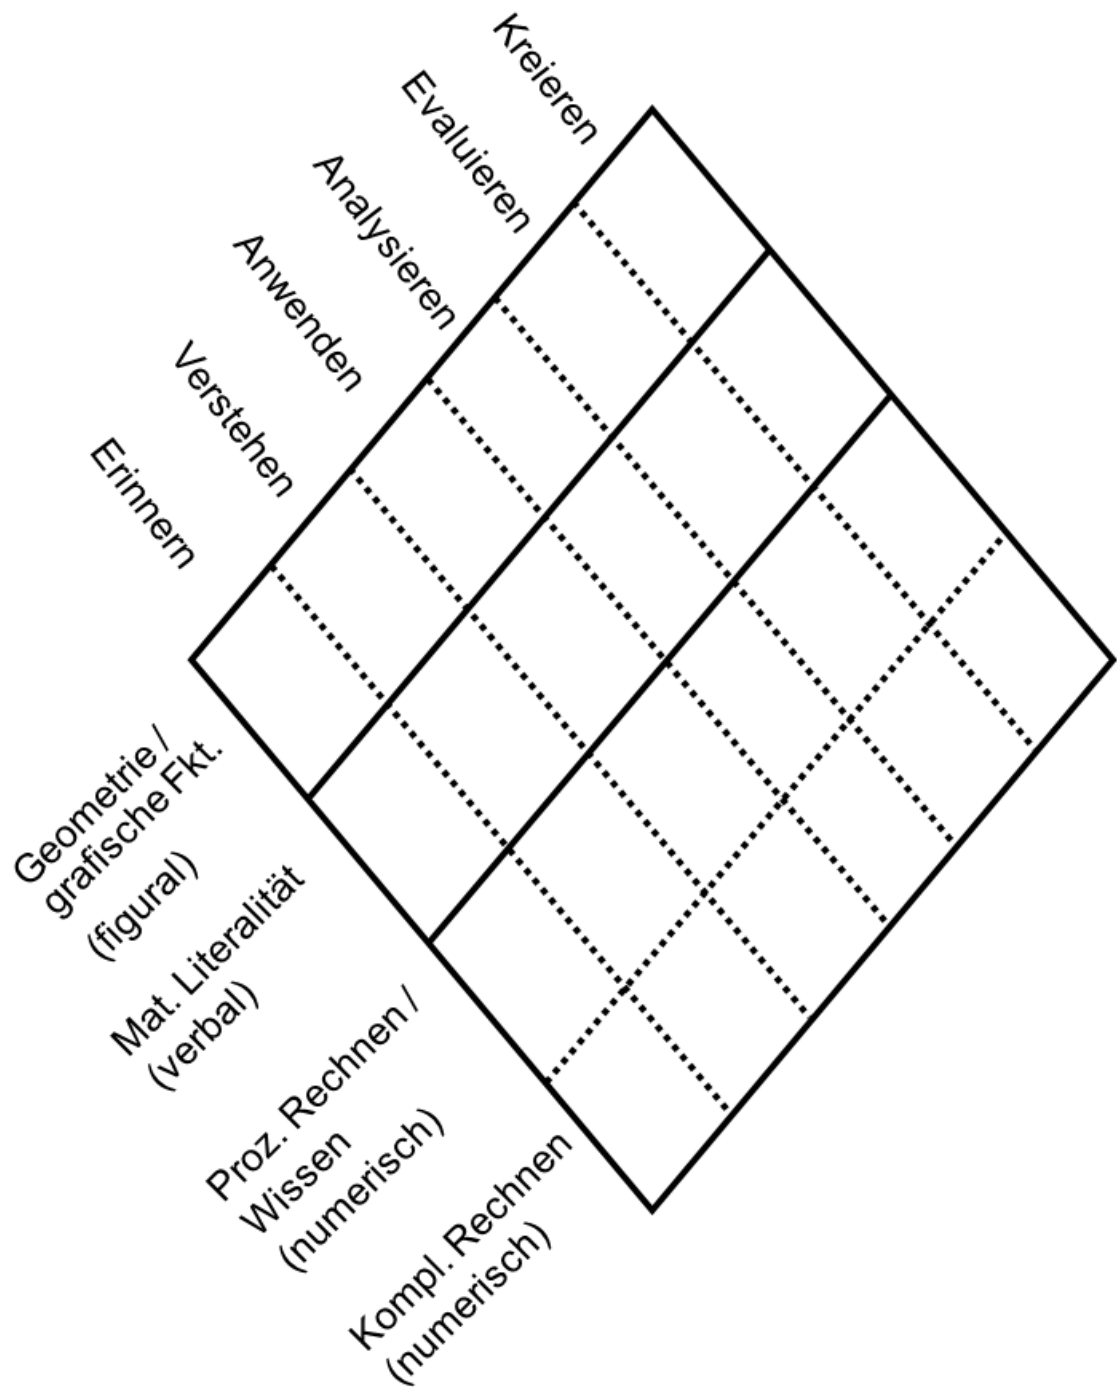 Kreieren
Evaluieren
Analysieren
Anwenden
Verstehen
Erinnern
Geometrie /
grafische Fkt.
(figural)
Mat. Literalität
(verbal)
Proz. Rechnen /
Wissen
(numerisch)
Kompl. Rechnen
(numerisch)